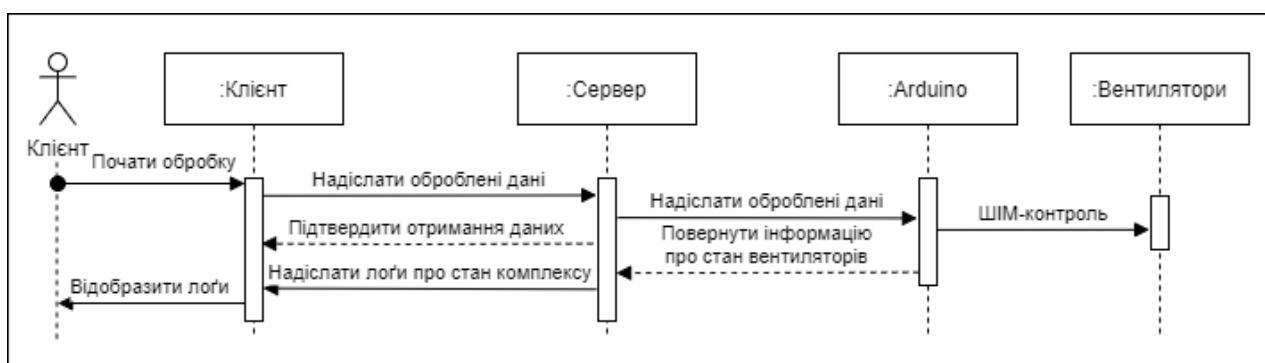 :Клієнт
:Сервер
:Arduino
:Вентилятори
Клієнт
Почати обробку
Надіслати оброблені дані
Надіслати оброблені дані
ШІМ-контроль
Підтвердити отримання даних
Повернути інформацію
про стан вентиляторів
Надіслати лоґи про стан комплексу
Відобразити лоґи